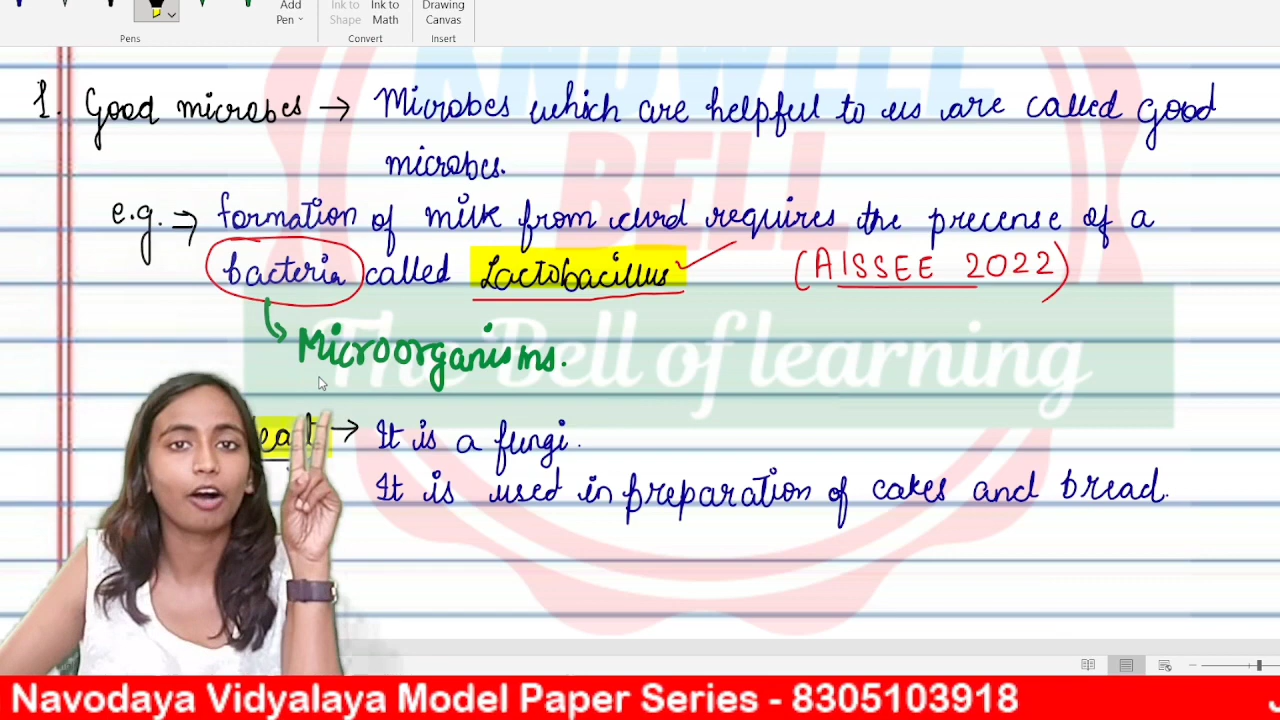 Add
Pen
Ink to
Shape
Ink to
Math
Drawing
Canvas
Pens
Convert
Insert
KNOWELL
BELL
The Bell of learning
1. Good microbes → Microbes which are helpful to us are called good
microbes.
e.g. ⇒ formation of milk from curd requires the precense of a
bacteria called Lactobacillus (AISSEE 2022)
Microorganisms.
→ It is a fungi.
It is used in preparation of cakes and bread.
Navodaya Vidyalaya Model Paper Series - 8305103918 J